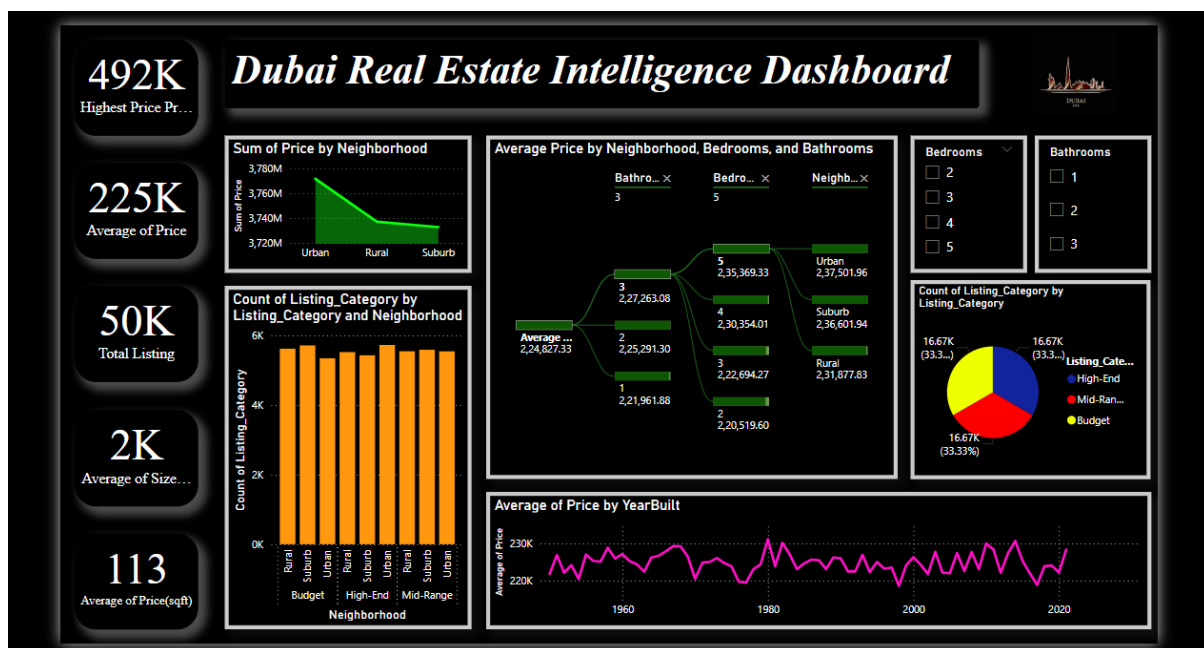 492K
Highest Price Pr...
225K
Average of Price
50K
Total Listing
2K
Average of Size...
113
Average of Price(sqft)
Dubai Real Estate Intelligence Dashboard
DUBAI
Sum of Price by Neighborhood
Sum of Price
3,780M
3,760M
3,740M
3,720M
Urban Rural Suburb
Count of Listing_Category by
Listing_Category and Neighborhood
Count of Listing_Category
6K
4K
2K
0K
Rural Suburb Urban Rural Suburb Urban Rural Suburb Urban
Budget High-End Mid-Range
Neighborhood
Average Price by Neighborhood, Bedrooms, and Bathrooms
Bathro... × Bedro... × Neighb... ×
3 5
Average ...
2,24,827.33
3
2,27,263.08
2
2,25,291.30
1
2,21,961.88
5
2,35,369.33
4
2,30,354.01
3
2,22,694.27
2
2,20,519.60
Urban
2,37,501.96
Suburb
2,36,601.94
Rural
2,31,877.83
Bedrooms
2
3
4
5
Bathrooms
1
2
3
Count of Listing_Category by
Listing_Category
16.67K
(33.3...)
16.67K
(33.3...)
16.67K
(33.33%)
Listing_Cate...
High-End
Mid-Ran...
Budget
Average of Price by YearBuilt
Average of Price
230K
220K
1960 1980 2000 2020